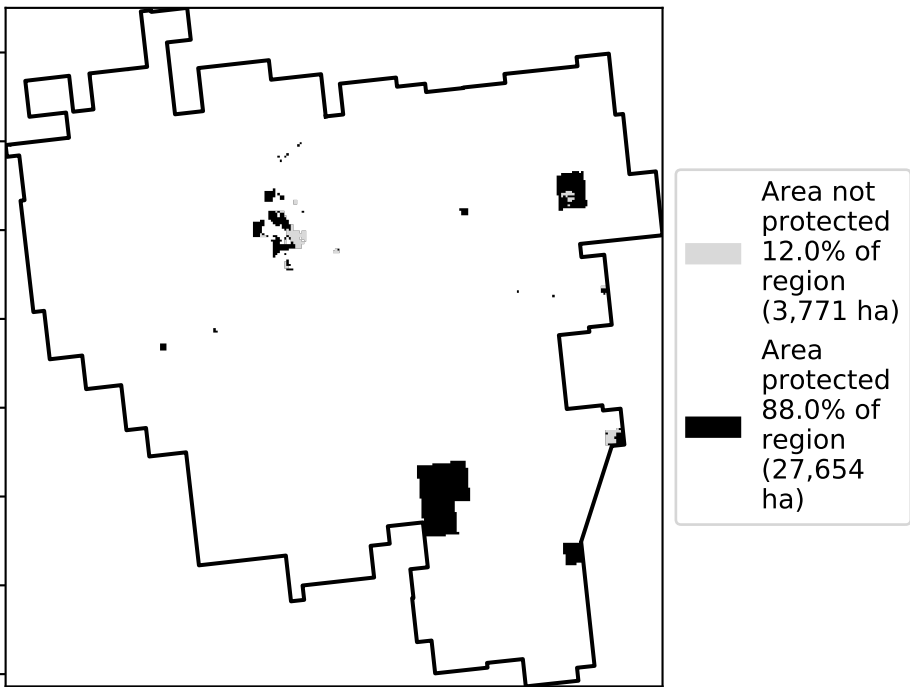 Area not
protected
12.0% of
region
(3,771 ha)
Area
protected
88.0% of
region
(27,654
ha)